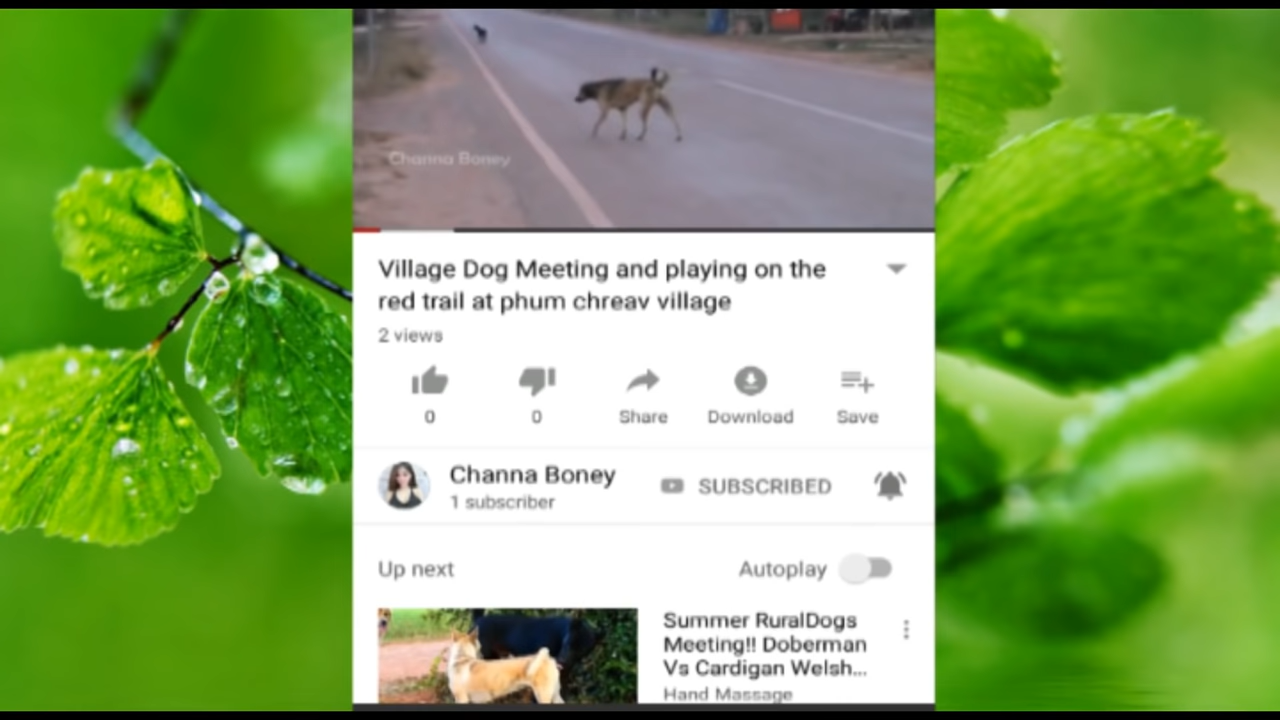 Channa Boney
Village Dog Meeting and playing on the
red trail at phum chreav village
2 views
0
0
Share
Download
Save
Channa Boney
1 subscriber
SUBSCRIBED
Up next
Autoplay
Summer RuralDogs
Meeting!! Doberman
Vs Cardigan Welsh...
Hand Massage